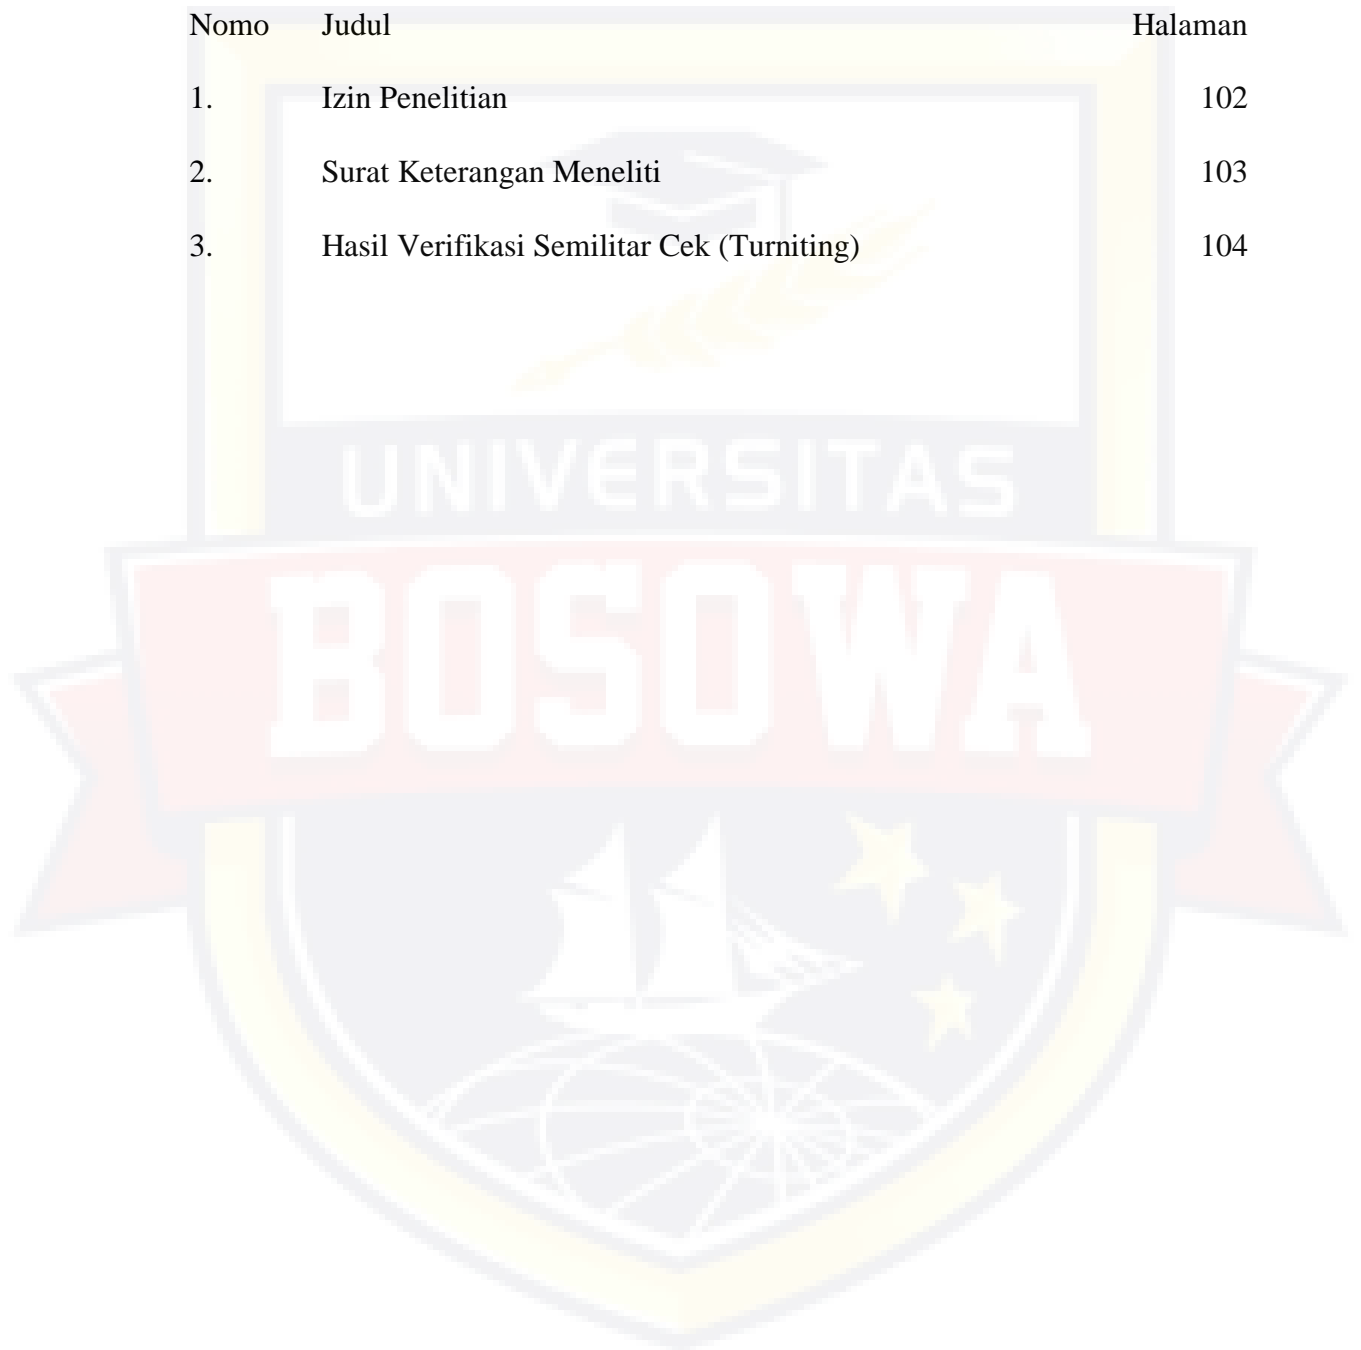 Nomo Judul Halaman
1. Izin Penelitian 102
2. Surat Keterangan Meneliti 103
3. Hasil Verifikasi Semilitar Cek (Turniting) 104
UNIVERSITAS
BOSOWA